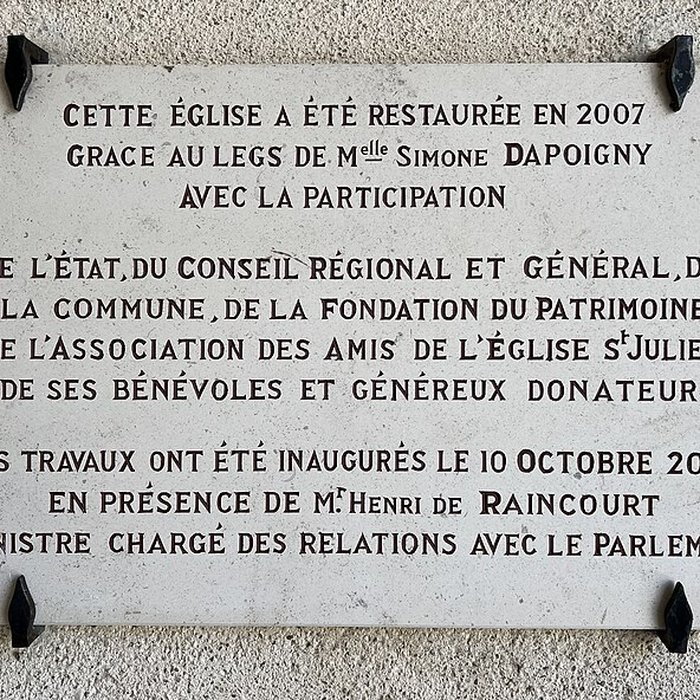 CETTE ÉGLISE A ÉTÉ RESTAURÉE EN 2007
GRACE AU LEGS DE Melle SIMONE DAPOIGNY
AVEC LA PARTICIPATION
E L'ÉTAT, DU CONSEIL RÉGIONAL ET GÉNÉRAL, D
LA COMMUNE, DE LA FONDATION DU PATRIMOINE
E L'ASSOCIATION DES AMIS DE L'ÉGLISE St JULIE
DE SES BÉNÉVOLES ET GÉNÉREUX DONATEUR
S TRAVAUX ONT ÉTÉ INAUGURÉS LE 10 OCTOBRE 20
EN PRÉSENCE DE Mr. HENRI DE RAINCOURT
NISTRE CHARGÉ DES RELATIONS AVEC LE PARLEM